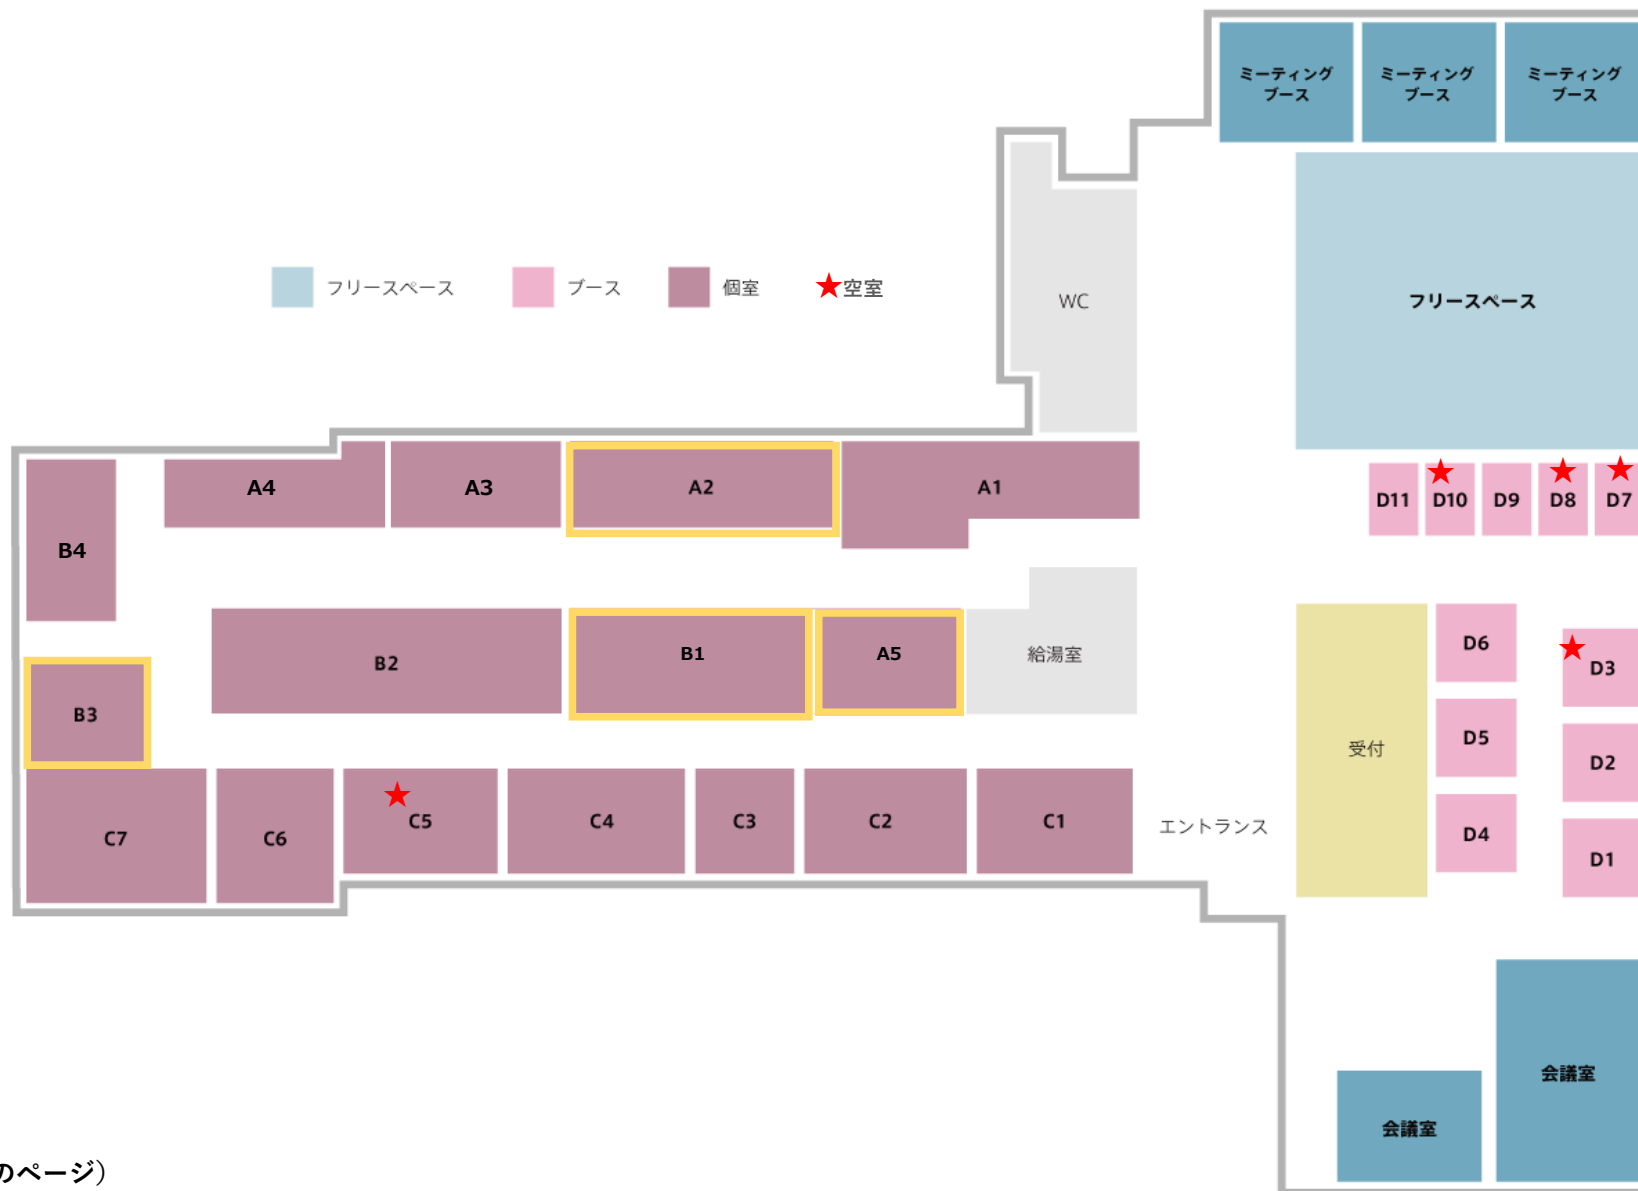 ミーティング
ブース
ミーティング
ブース
ミーティング
ブース
フリースペース
ブース
個室
★空室
WC
フリースペース
A4
A3
A2
A1
B4
D11
D10
D9
D8
D7
B3
B2
B1
A5
給湯室
受付
D6
D3
D5
D2
D4
D1
C7
C6
C5
C4
C3
C2
C1
エントランス
会議室
会議室
のページ）